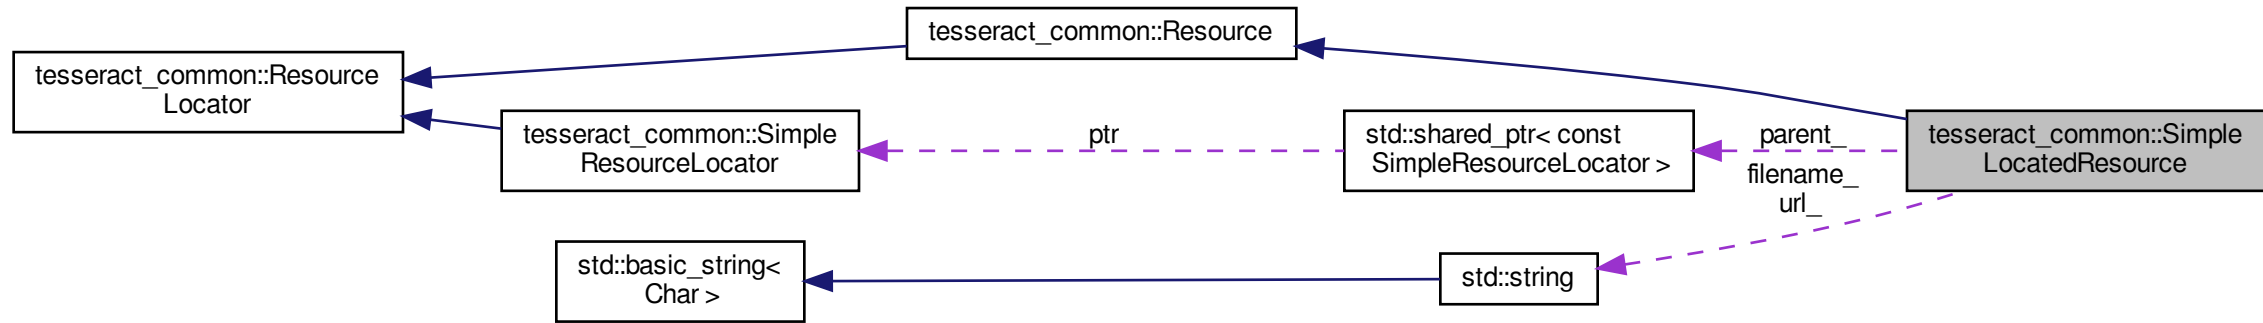 tesseract_common::Resource
Locator
tesseract_common::Resource
tesseract_common::Simple
ResourceLocator
ptr
std::shared_ptr< const
SimpleResourceLocator >
parent_
filename_
url_
tesseract_common::Simple
LocatedResource
std::basic_string<
Char >
std::string